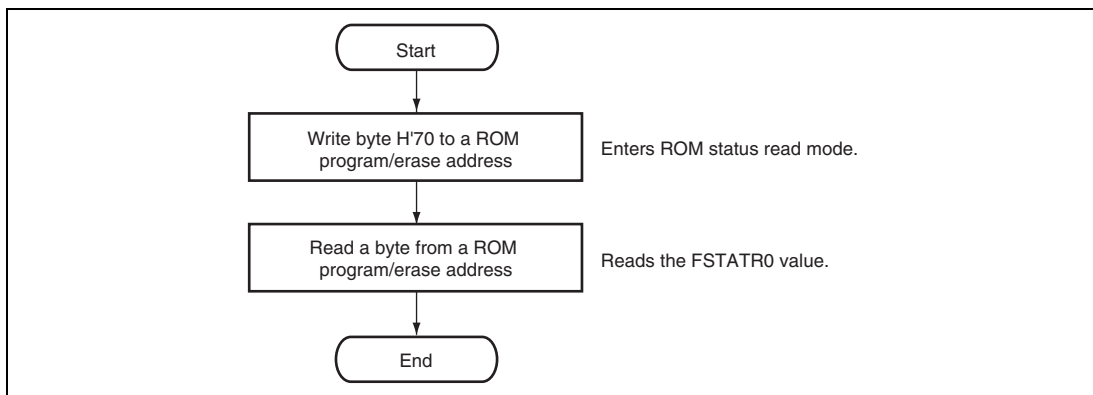 Start
Write byte H'70 to a ROM
program/erase address
Enters ROM status read mode.
Read a byte from a ROM
program/erase address
Reads the FSTATR0 value.
End